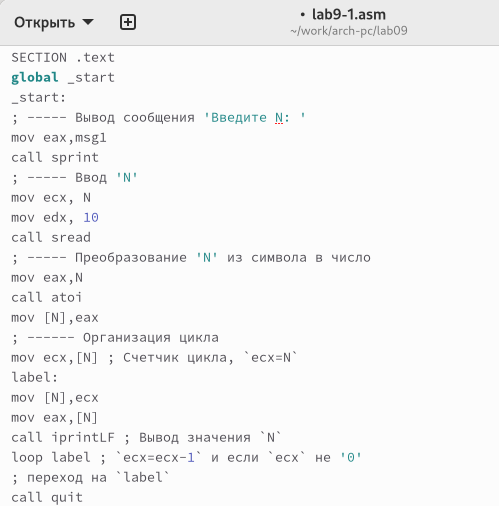 Открыть
• lab9-1.asm
~/work/arch-pc/lab09
SECTION .text
global _start
_start:
; ----- Вывод сообщения 'Введите N: '
mov eax,msg1
call sprint
; ----- Ввод 'N'
mov ecx, N
mov edx, 10
call sread
; ----- Преобразование 'N' из символа в число
mov eax,N
call atoi
mov [N],eax
; ------ Организация цикла
mov ecx,[N] ; Счетчик цикла, `ecx=N`
label:
mov [N],ecx
mov eax,[N]
call iprintLF ; Вывод значения `N`
loop label ; `ecx=ecx-1` и если `ecx` не '0'
; переход на `label`
call quit